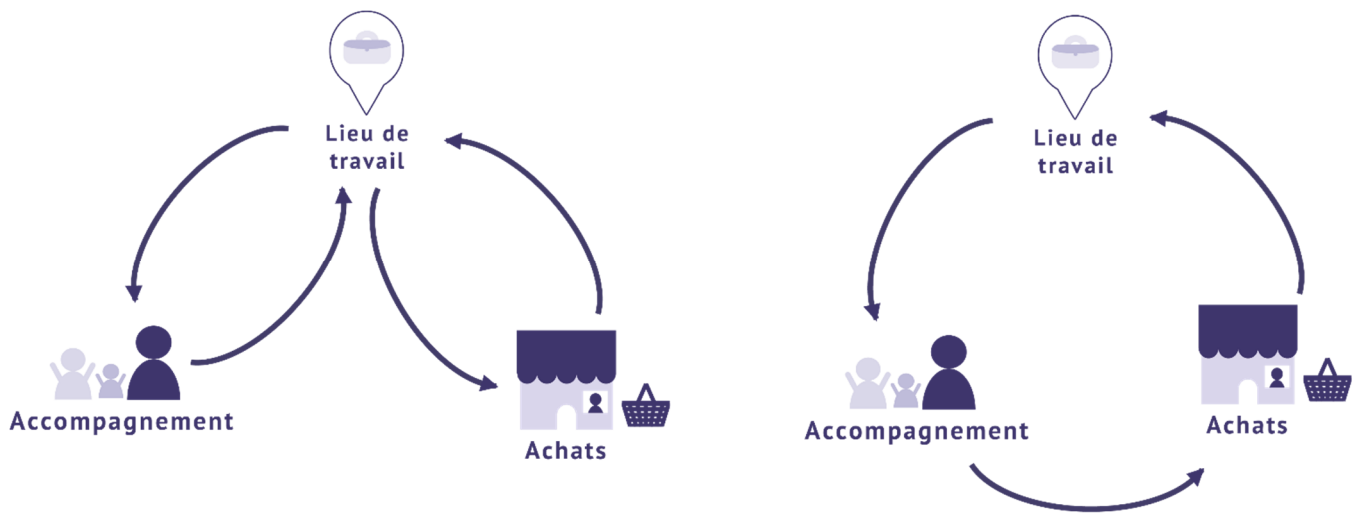 Lieu de
travail
Accompagnement
Achats
Lieu de
travail
Accompagnement
Achats